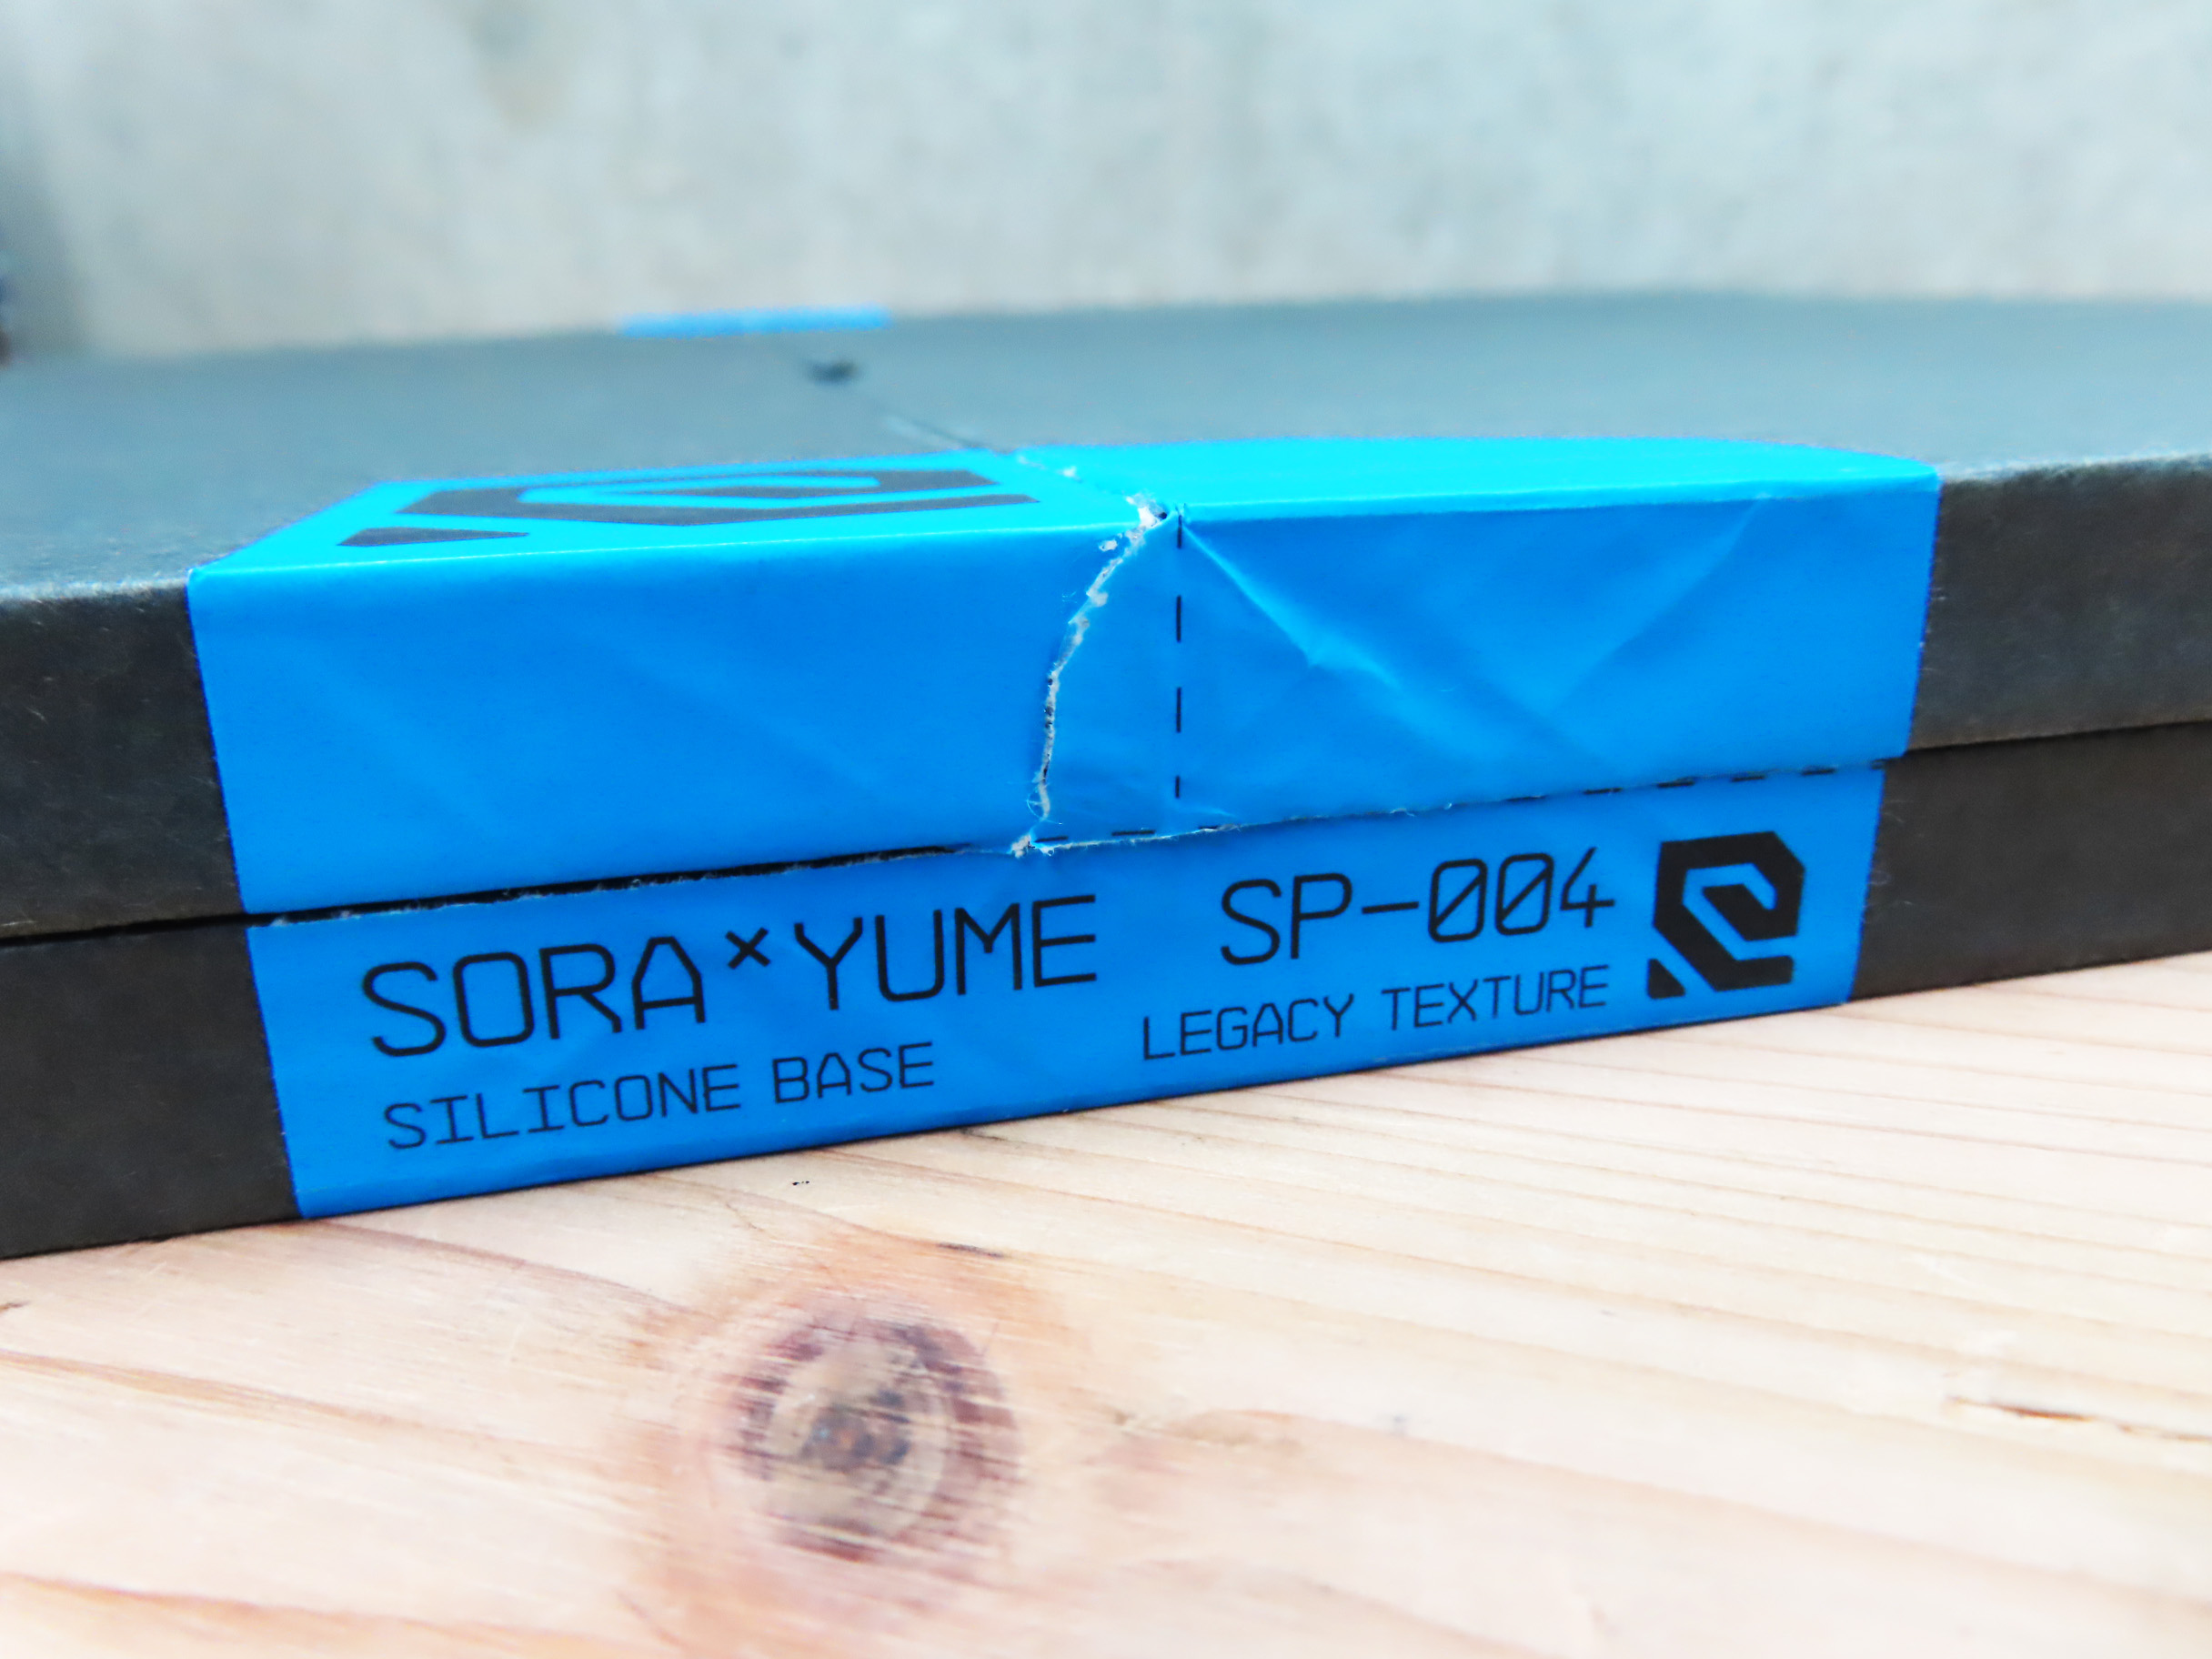 SORA×YUME
SILICONE BASE
SP-004
LEGACY TEXTURE